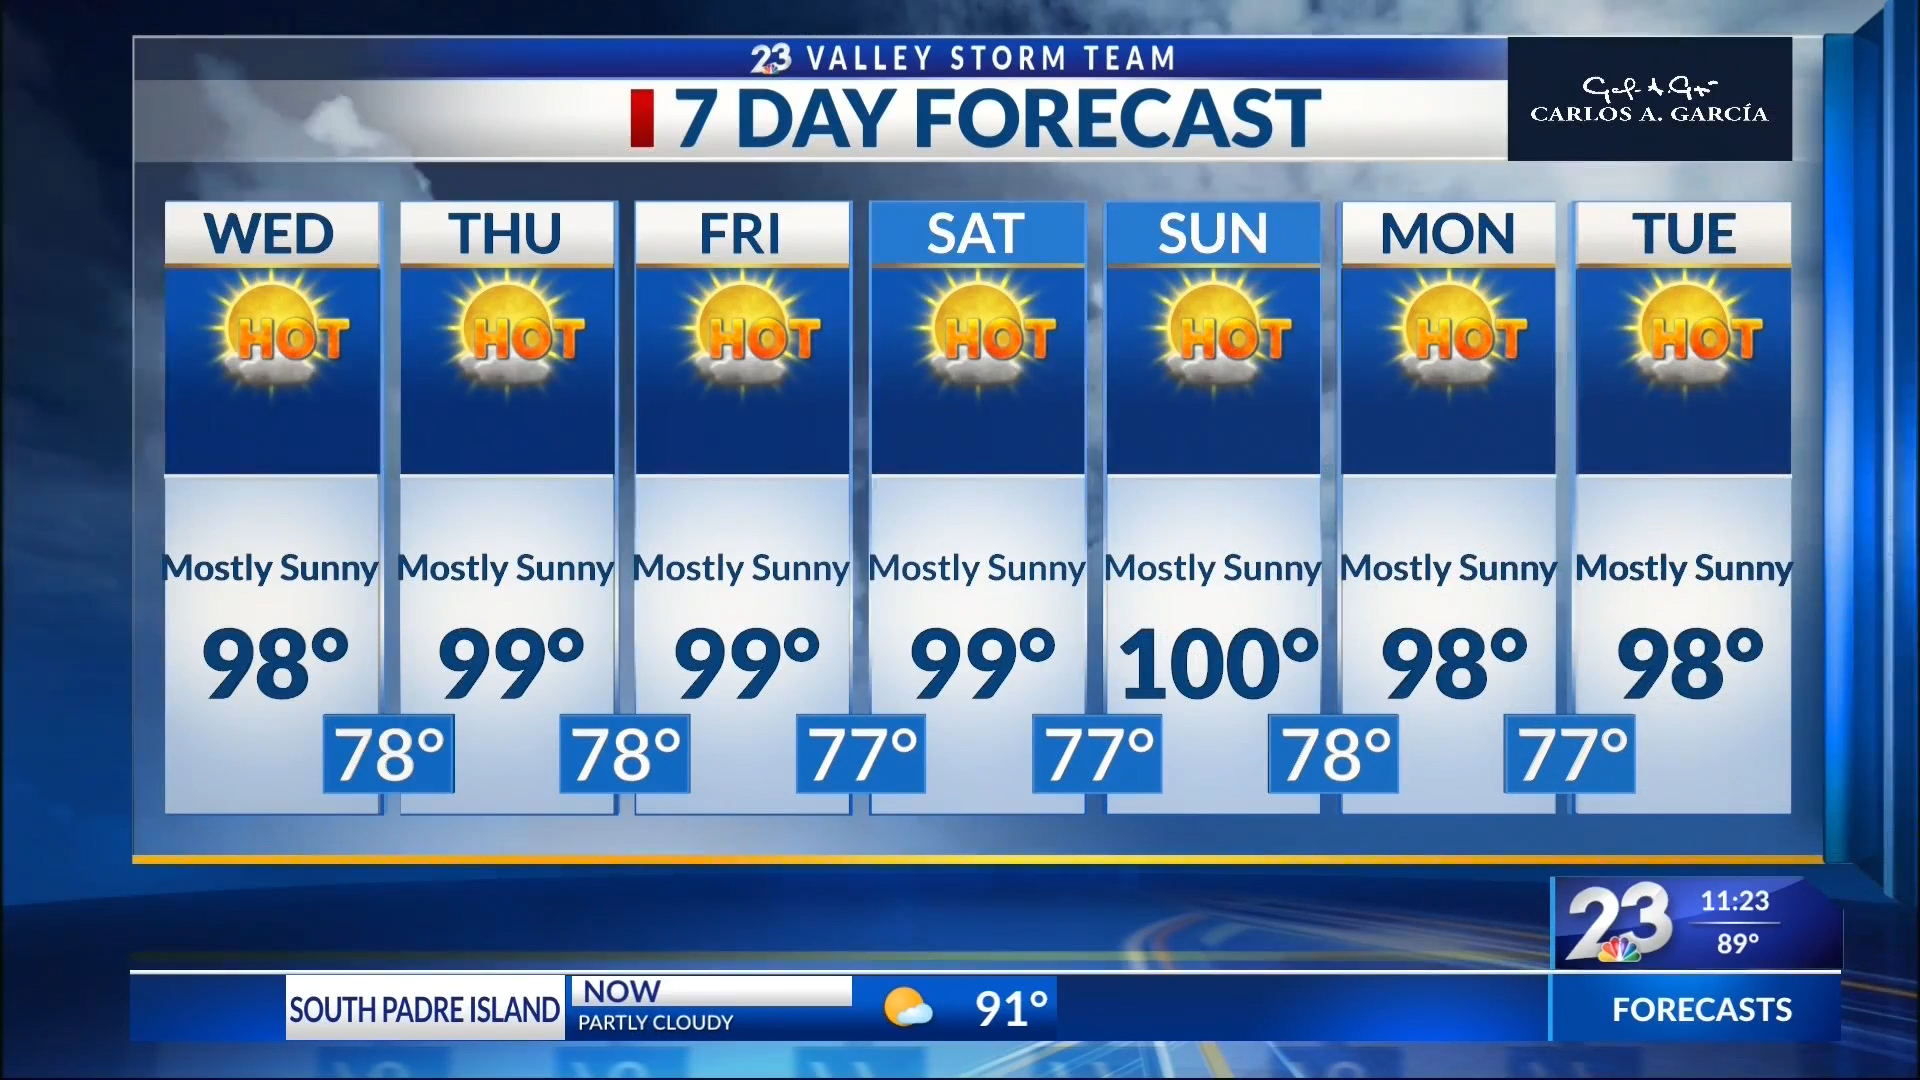 23 VALLEY STORM TEAM
7 DAY FORECAST
CARLOS A. GARCÍA
WED THU FRI SAT SUN MON TUE
HOT HOT HOT HOT HOT HOT HOT
Mostly Sunny Mostly Sunny Mostly Sunny Mostly Sunny Mostly Sunny Mostly Sunny Mostly Sunny
98° 99° 99° 99° 100° 98° 98°
78° 78° 77° 77° 78° 77°
23 11:23
89°
SOUTH PADRE ISLAND
NOW
PARTLY CLOUDY
91°
FORECASTS